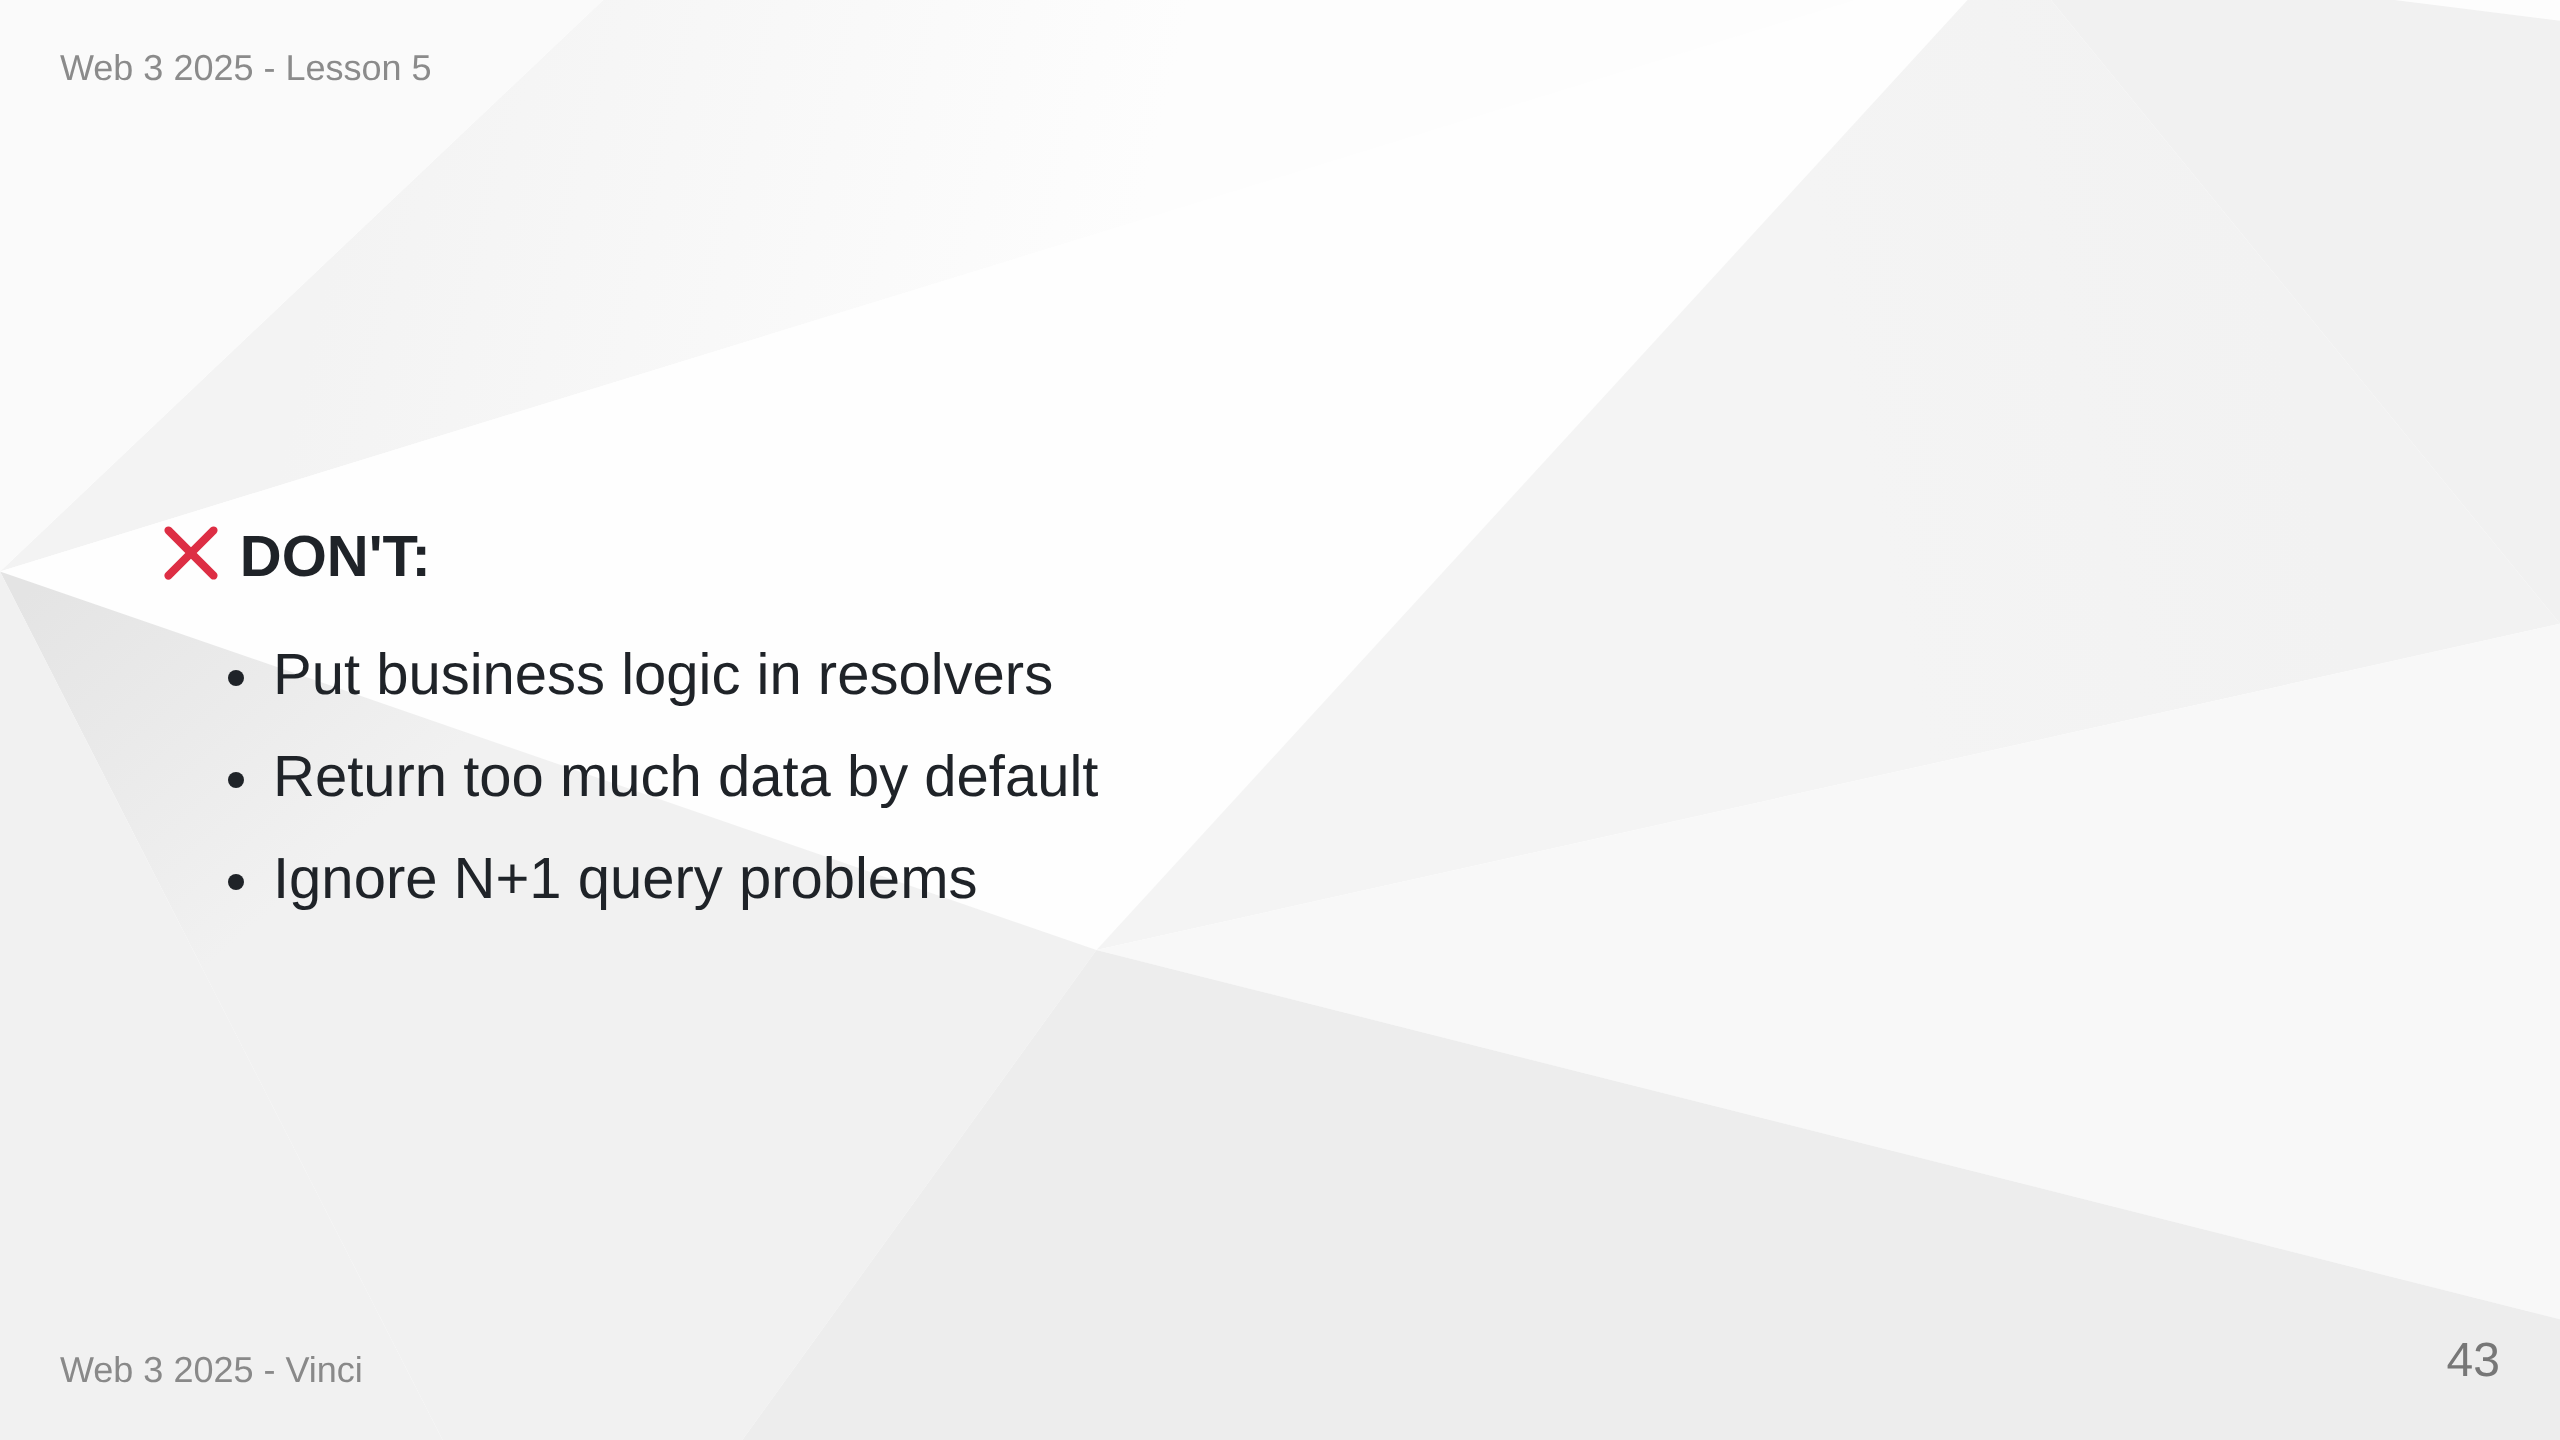 Web 3 2025 - Lesson 5
❌ DON'T:
• Put business logic in resolvers
• Return too much data by default
• Ignore N+1 query problems
Web 3 2025 - Vinci
43